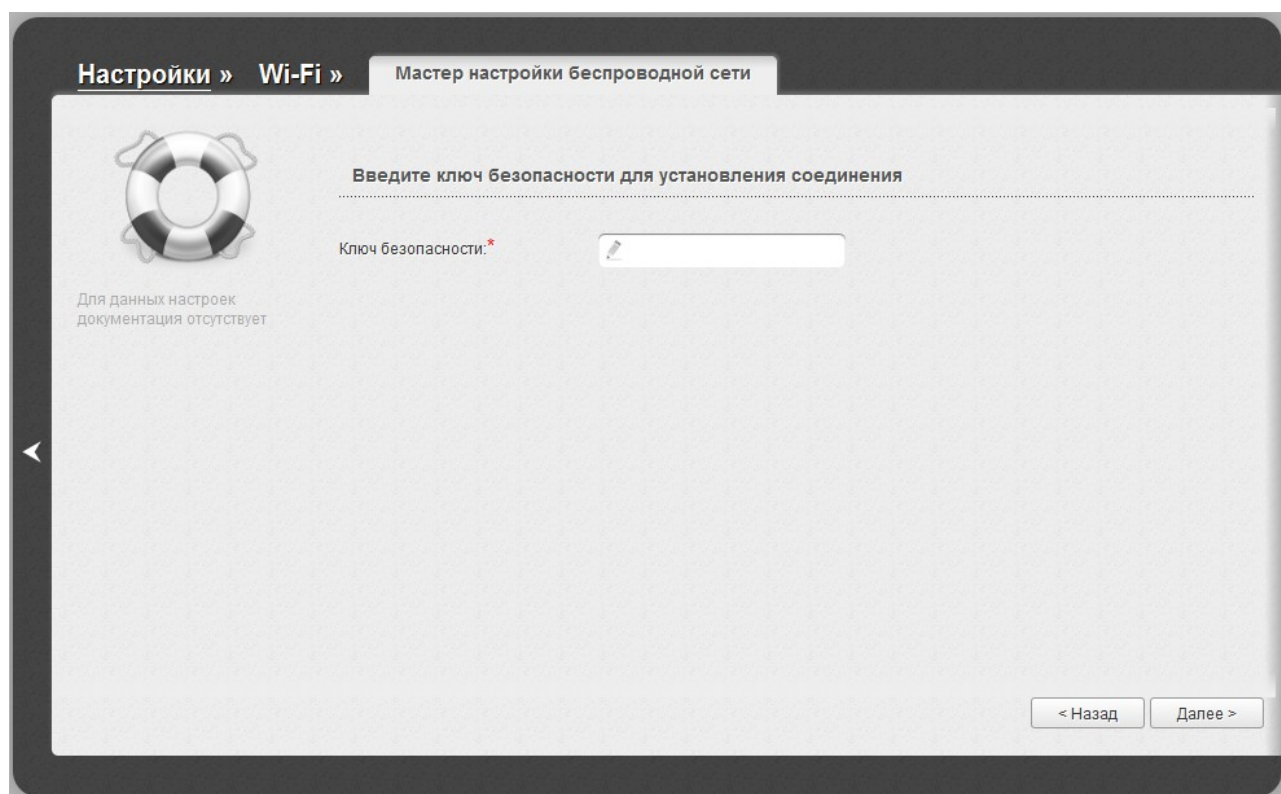 Настройки » Wi-Fi » Мастер настройки беспроводной сети
Введите ключ безопасности для установления соединения
Ключ безопасности:*
Для данных настроек
документация отсутствует
< Назад Далее >